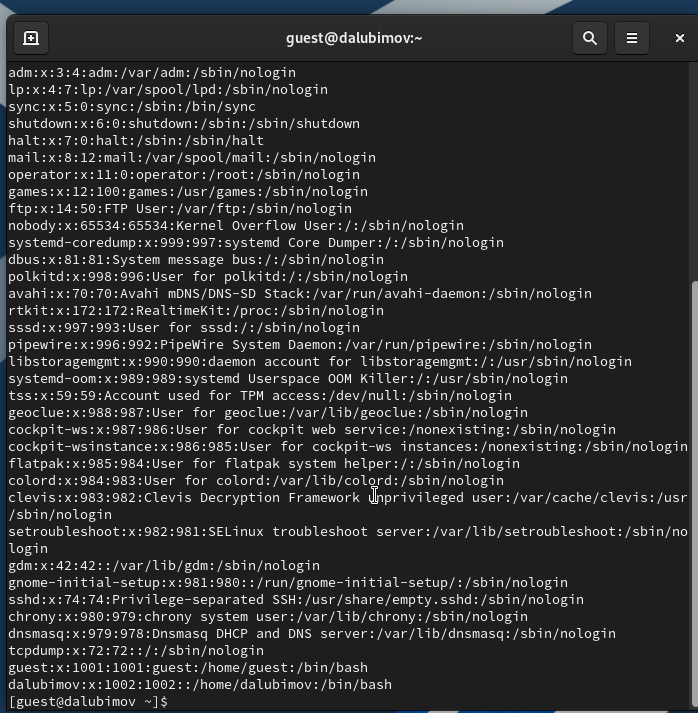 guest@dalubimov:~
adm:x:3:4:adm:/var/adm:/sbin/nologin
lp:x:4:7:lp:/var/spool/lpd:/sbin/nologin
sync:x:5:0:sync:/sbin:/bin/sync
shutdown:x:6:0:shutdown:/sbin:/sbin/shutdown
halt:x:7:0:halt:/sbin:/sbin/halt
mail:x:8:12:mail:/var/spool/mail:/sbin/nologin
operator:x:11:0:operator:/root:/sbin/nologin
games:x:12:100:games:/usr/games:/sbin/nologin
ftp:x:14:50:FTP User:/var/ftp:/sbin/nologin
nobody:x:65534:65534:Kernel Overflow User:/:/sbin/nologin
systemd-coredump:x:999:997:systemd Core Dumper:/:/sbin/nologin
dbus:x:81:81:System message bus:/:/sbin/nologin
polkitd:x:998:996:User for polkitd:/:/sbin/nologin
avahi:x:70:70:Avahi mDNS/DNS-SD Stack:/var/run/avahi-daemon:/sbin/nologin
rtkit:x:172:172:RealtimeKit:/proc:/sbin/nologin
sssd:x:997:993:User for sssd:/:/sbin/nologin
pipewire:x:996:992:PipeWire System Daemon:/var/run/pipewire:/sbin/nologin
libstoragemgmt:x:990:990:daemon account for libstoragemgmt:/:/usr/sbin/nologin
systemd-oom:x:989:989:systemd Userspace OOM Killer:/:/usr/sbin/nologin
tss:x:59:59:Account used for TPM access:/dev/null:/sbin/nologin
geoclue:x:988:987:User for geoclue:/var/lib/geoclue:/sbin/nologin
cockpit-ws:x:987:986:User for cockpit web service:/nonexisting:/sbin/nologin
cockpit-wsinstance:x:986:985:User for cockpit-ws instances:/nonexisting:/sbin/nologin
flatpak:x:985:984:User for flatpak system helper:/:/sbin/nologin
colord:x:984:983:User for colord:/var/lib/colord:/sbin/nologin
clevis:x:983:982:Clevis Decryption Framework unprivileged user:/var/cache/clevis:/usr
/sbin/nologin
setroubleshoot:x:982:981:SELinux troubleshoot server:/var/lib/setroubleshoot:/sbin/no
login
gdm:x:42:42::/var/lib/gdm:/sbin/nologin
gnome-initial-setup:x:981:980::/run/gnome-initial-setup/:/sbin/nologin
sshd:x:74:74:Privilege-separated SSH:/usr/share/empty.sshd:/sbin/nologin
chrony:x:980:979:chrony system user:/var/lib/chrony:/sbin/nologin
dnsmasq:x:979:978:Dnsmasq DHCP and DNS server:/var/lib/dnsmasq:/sbin/nologin
tcpdump:x:72:72::/:/sbin/nologin
guest:x:1001:1001:guest:/home/guest:/bin/bash
dalubimov:x:1002:1002::/home/dalubimov:/bin/bash
[guest@dalubimov ~]$